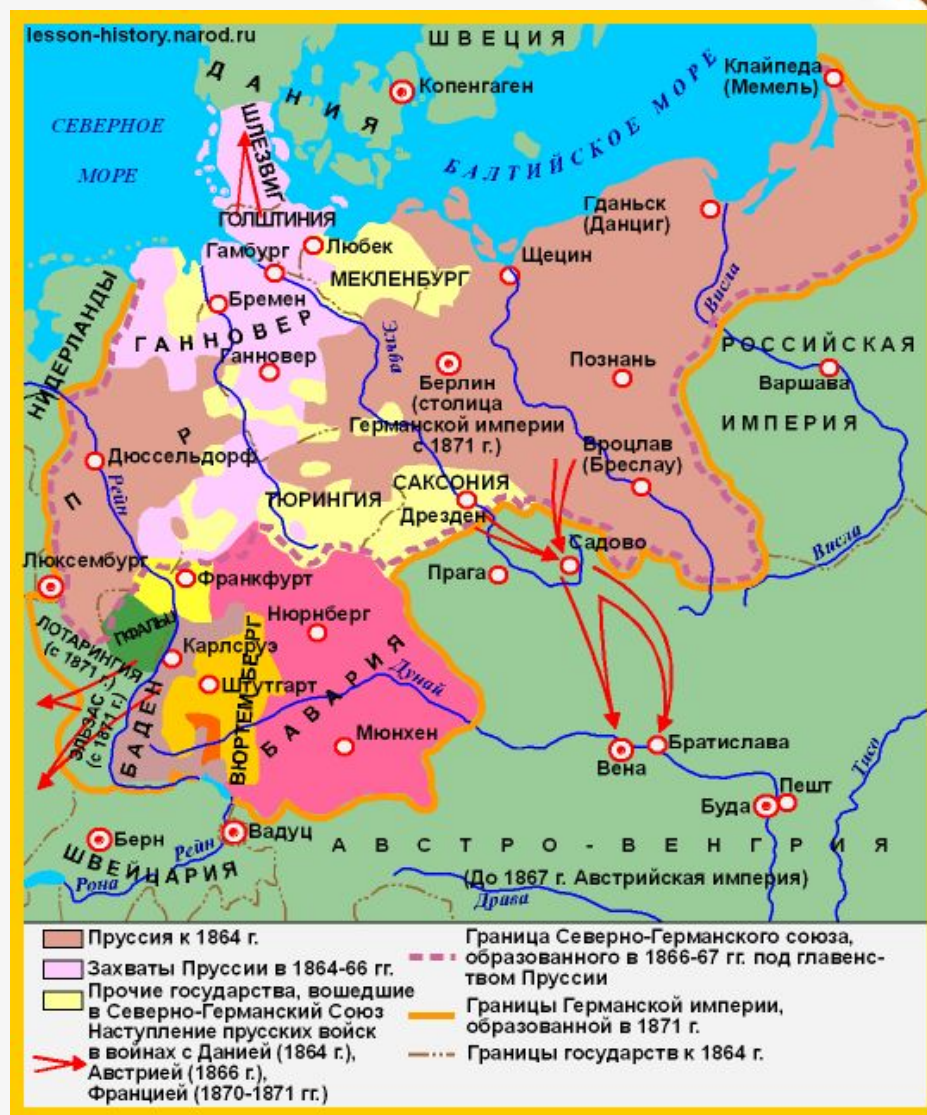 lesson-history.narod.ru
ШВЕЦИЯ
ДАНИЯ
Копенгаген
Клайпеда
(Мемель)
СЕВЕРНОЕ
МОРЕ
БАЛТИЙСКОЕ МОРЕ
ШЛЕЗВИГ
ГОЛШТИНИЯ
Гданьск
(Данциг)
Любек
Гамбург
МЕКЛЕНБУРГ
Щецин
Бремен
НИДЕРЛАНДЫ
ГАННОВЕР
Ганновер
Эльба
Висла
РОССИЙСКАЯ
ИМПЕРИЯ
Варшава
Познань
Берлин
(столица
Германской империи
с 1871 г.)
П Р
Дюссельдорф
Рейн
Вроцлав
(Бреслау)
ТЮРИНГИЯ
САКСОНИЯ
Дрезден
Садово
Прага
Висла
Люксембург
Франкфурт
ПФАЛЬЦ
Нюрнберг
ЛОТАРИНГИЯ
(с 1871 г.)
ЭЛЬЗАС
(с 1871 г.)
Карлсруэ
Штутгарт
БАДЕН
ВЮРТЕМБЕРГ
БАВАРИЯ
Дунай
Мюнхен
Вена
Братислава
Буда
Пешт
Тисо
Берн
Вадуц
Рейн
ШВЕЙЦАРИЯ
Рона
АВСТРО-ВЕНГРИЯ
(До 1867 г. Австрийская империя)
Драва
Пруссия к 1864 г.
Захваты Пруссии в 1864-66 гг.
Прочие государства, вошедшие
в Северно-Германский Союз
Наступление прусских войск
в войнах с Данией (1864 г.),
Австрией (1866 г.),
Францией (1870-1871 гг.)
Граница Северно-Германского союза,
образованного в 1866-67 гг. под главенс-
твом Пруссии
Границы Германской империи,
образованной в 1871 г.
Границы государств к 1864 г.